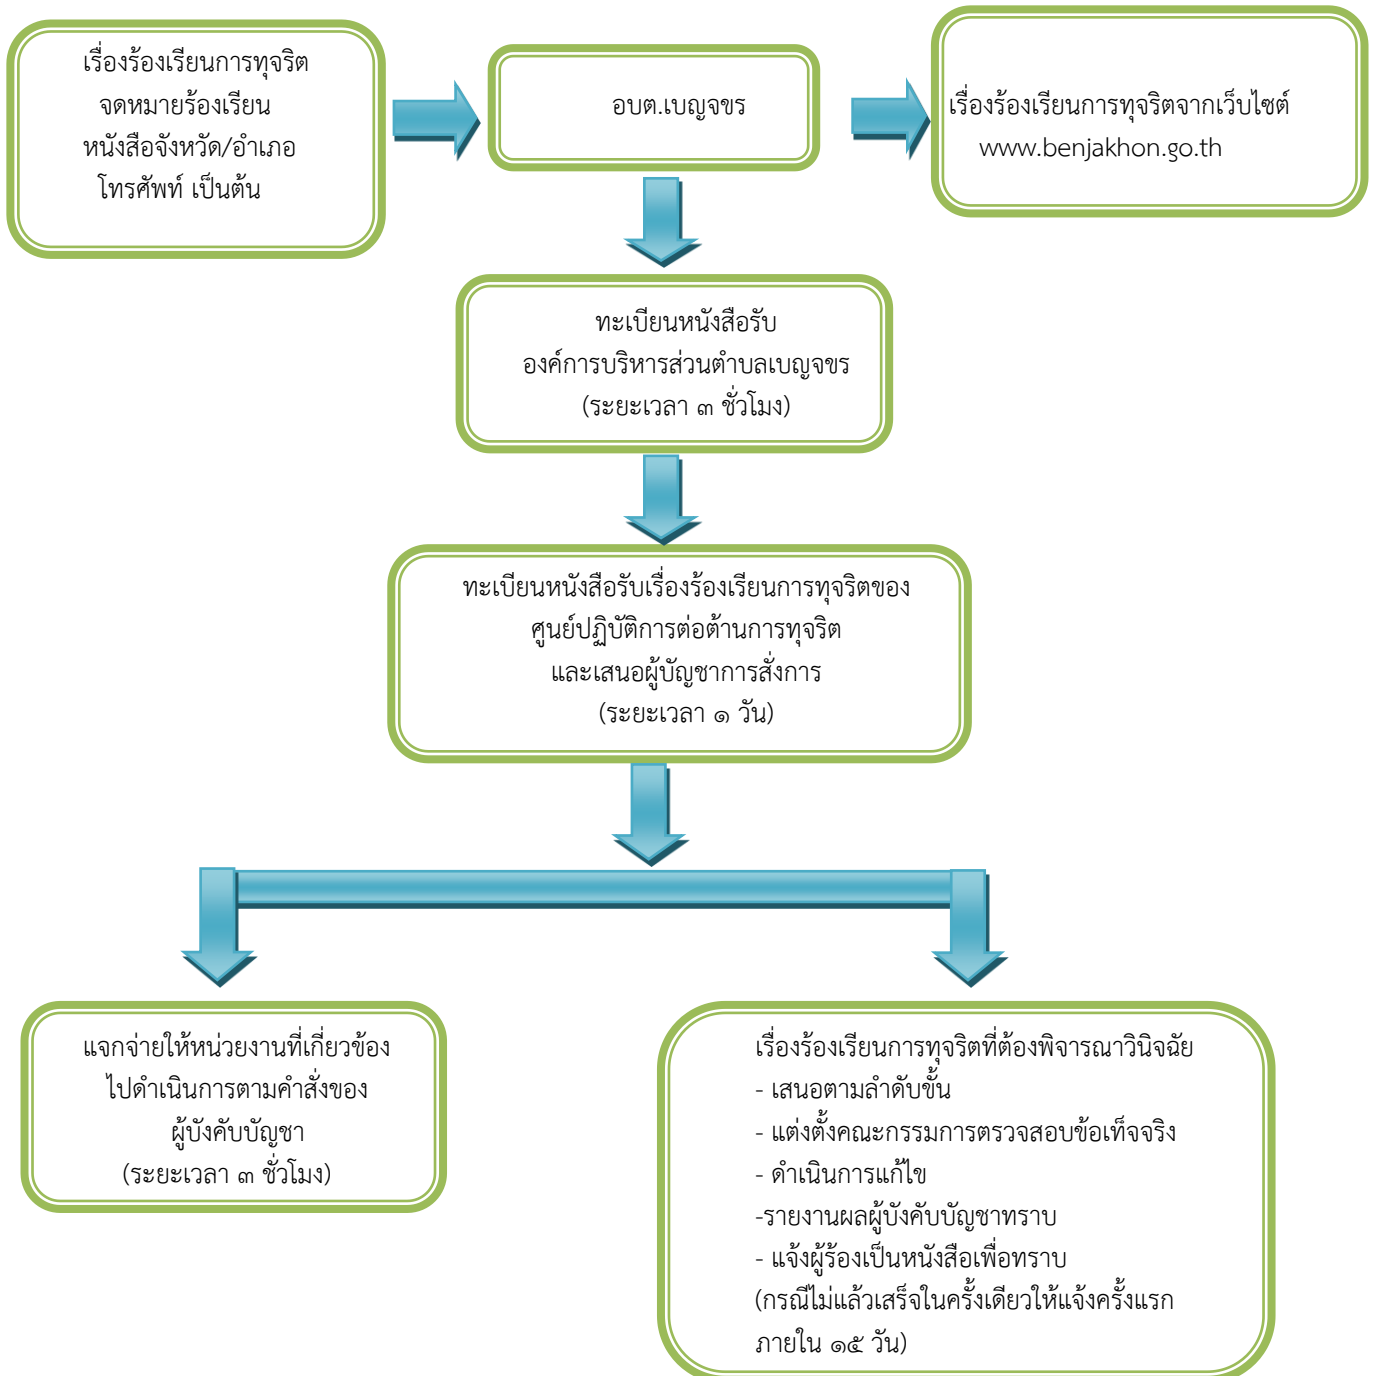 เรื่องร้องเรียนการทุจริต
จดหมายร้องเรียน
หนังสือจังหวัด/อำเภอ
โทรศัพท์ เป็นต้น
อบต.เบญจขร
เรื่องร้องเรียนการทุจริตจากเว็บไซต์
www.benjakhon.go.th
ทะเบียนหนังสือรับ
องค์การบริหารส่วนตำบลเบญจขร
(ระยะเวลา ๓ ชั่วโมง)
ทะเบียนหนังสือรับเรื่องร้องเรียนการทุจริตของ
ศูนย์ปฏิบัติการต่อต้านการทุจริต
และเสนอผู้บัญชาการสั่งการ
(ระยะเวลา ๑ วัน)
แจกจ่ายให้หน่วยงานที่เกี่ยวข้อง
ไปดำเนินการตามคำสั่งของ
ผู้บังคับบัญชา
(ระยะเวลา ๓ ชั่วโมง)
เรื่องร้องเรียนการทุจริตที่ต้องพิจารณาวินิจฉัย
- เสนอตามลำดับขั้น
- แต่งตั้งคณะกรรมการตรวจสอบข้อเท็จจริง
- ดำเนินการแก้ไข
-รายงานผลผู้บังคับบัญชาทราบ
- แจ้งผู้ร้องเป็นหนังสือเพื่อทราบ
(กรณีไม่แล้วเสร็จในครั้งเดียวให้แจ้งครั้งแรก
ภายใน ๑๕ วัน)